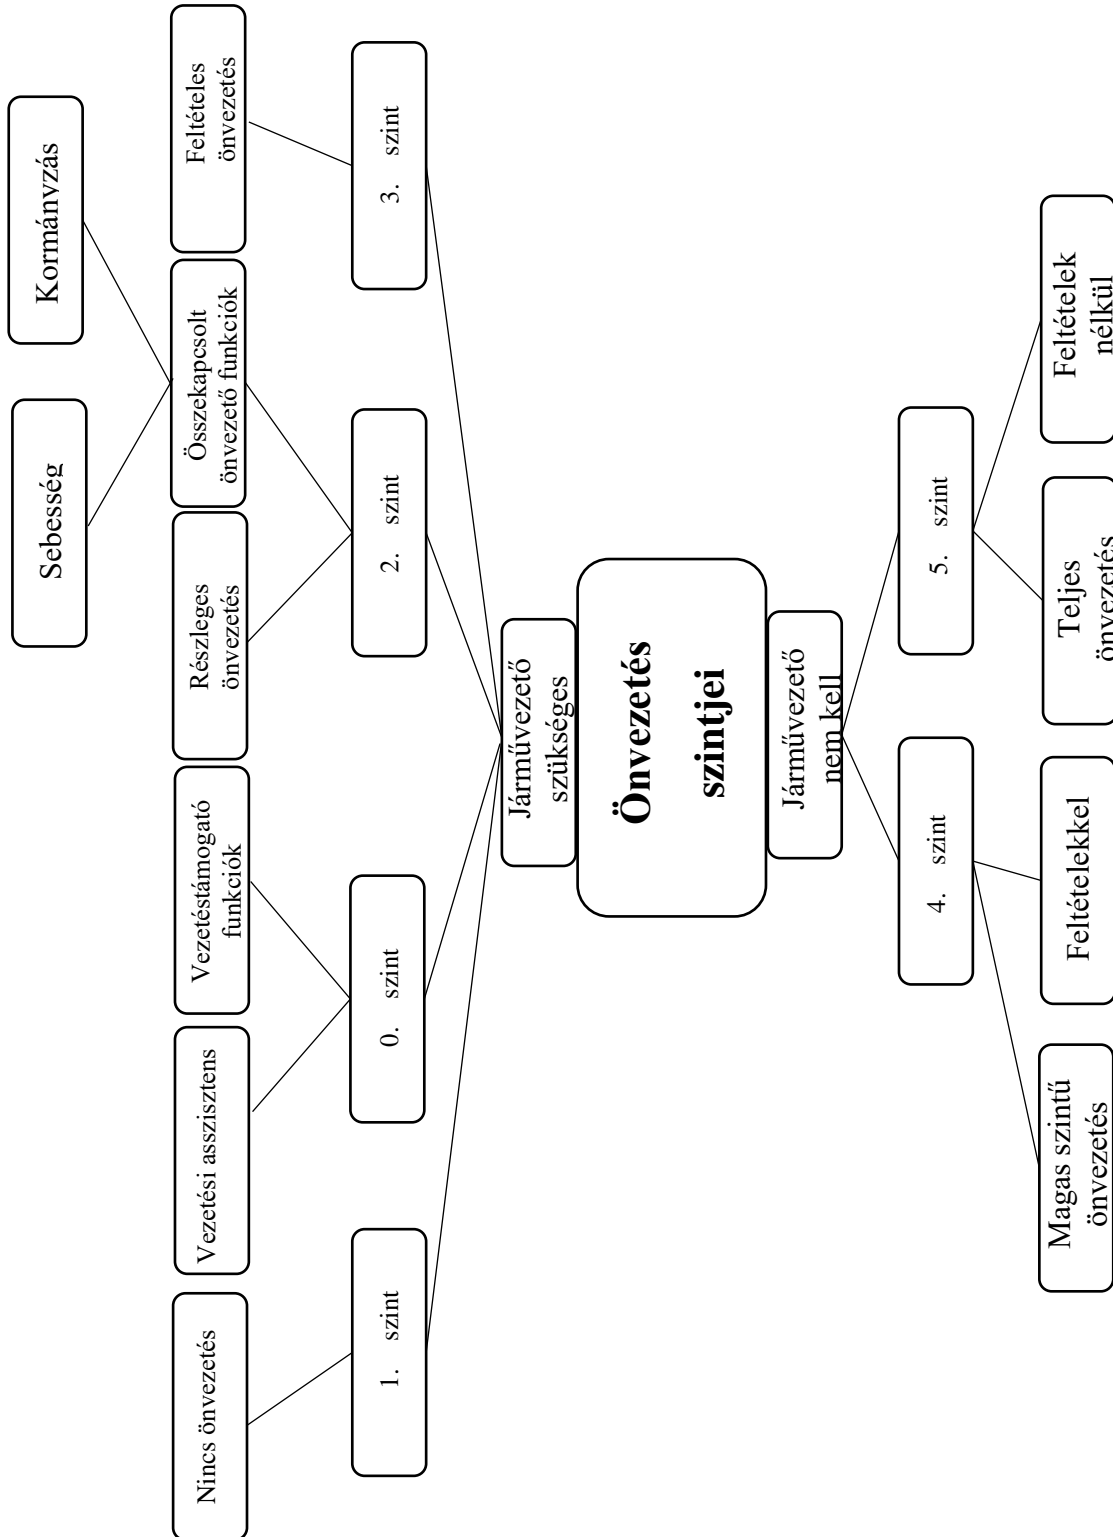 Sebesség
Kormányzás
Nincs önvezetés
Vezetési asszisztens
Vezetéstámogató
funkciók
Részleges
önvezetés
Összekapcsolt
önvezető funkciók
Feltételes
önvezetés
1. szint
0. szint
2. szint
3. szint
Járművezető
szükséges
Önvezetés
szintjei
Járművezető
nem kell
4. szint
5. szint
Magas szintű
önvezetés
Feltételekkel
Teljes
önvezetés
Feltételek
nélkül